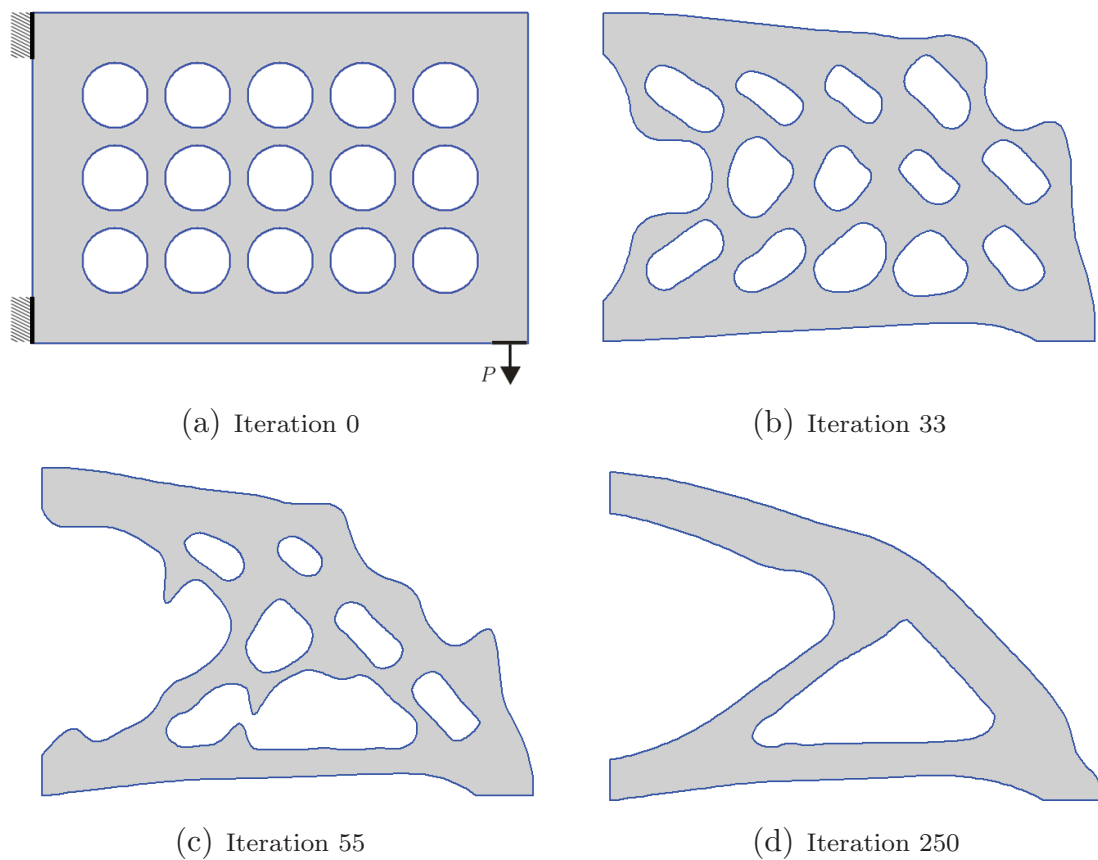 P
(a) Iteration 0
(b) Iteration 33
(c) Iteration 55
(d) Iteration 250